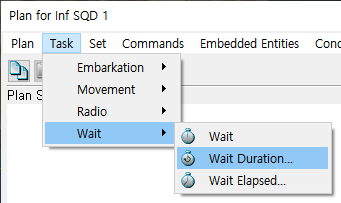 Plan for Inf SQD 1
Plan Task Set Commands Embedded Entities
Embarkation
Movement
Plan
Radio
Wait
Wait
Wait Duration...
Wait Elapsed...